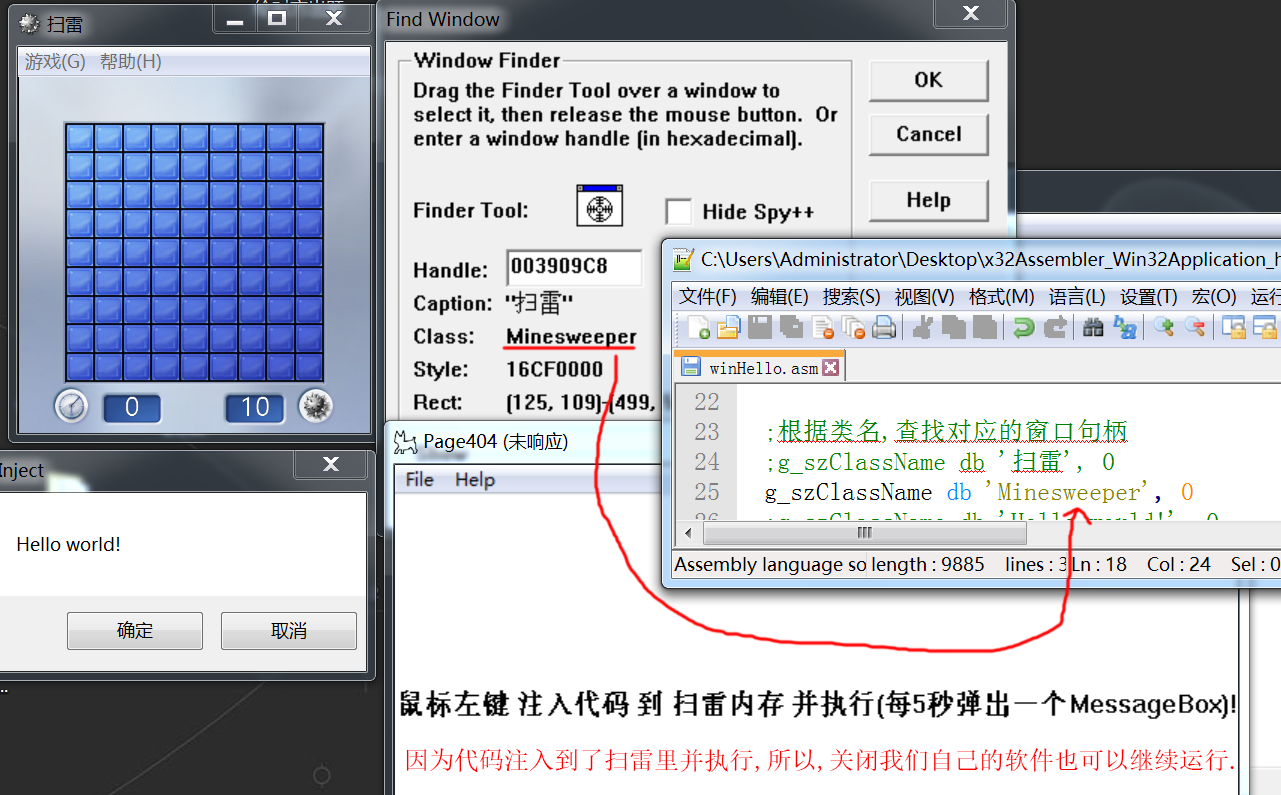 扫雷
游戏(G) 帮助(H)
0 10
Inject
Hello world!
确定 取消
Find Window
Window Finder
Drag the Finder Tool over a window to
select it, then release the mouse button. Or
enter a window handle (in hexadecimal).
OK
Cancel
Help
Finder Tool:
Hide Spy++
Handle: 003909C8
Caption: "扫雷"
Class: Minesweeper
Style: 16CF0000
Rect: (125, 109)-(499,
C:\Users\Administrator\Desktop\x32Assembler_Win32Application_h
文件(F) 编辑(E) 搜索(S) 视图(V) 格式(M) 语言(L) 设置(T) 宏(O) 运行
winHello.asm
22
23 ;根据类名,查找对应的窗口句柄
24 ;g_szClassName db '扫雷', 0
25 g_szClassName db 'Minesweeper', 0
Assembly language so length : 9885 lines : 3 Ln : 18 Col : 24 Sel : 0
Page404 (未响应)
File Help
鼠标左键 注入代码 到 扫雷内存 并执行(每5秒弹出一个MessageBox)!
因为代码注入到了扫雷里并执行,所以,关闭我们自己的软件也可以继续运行.